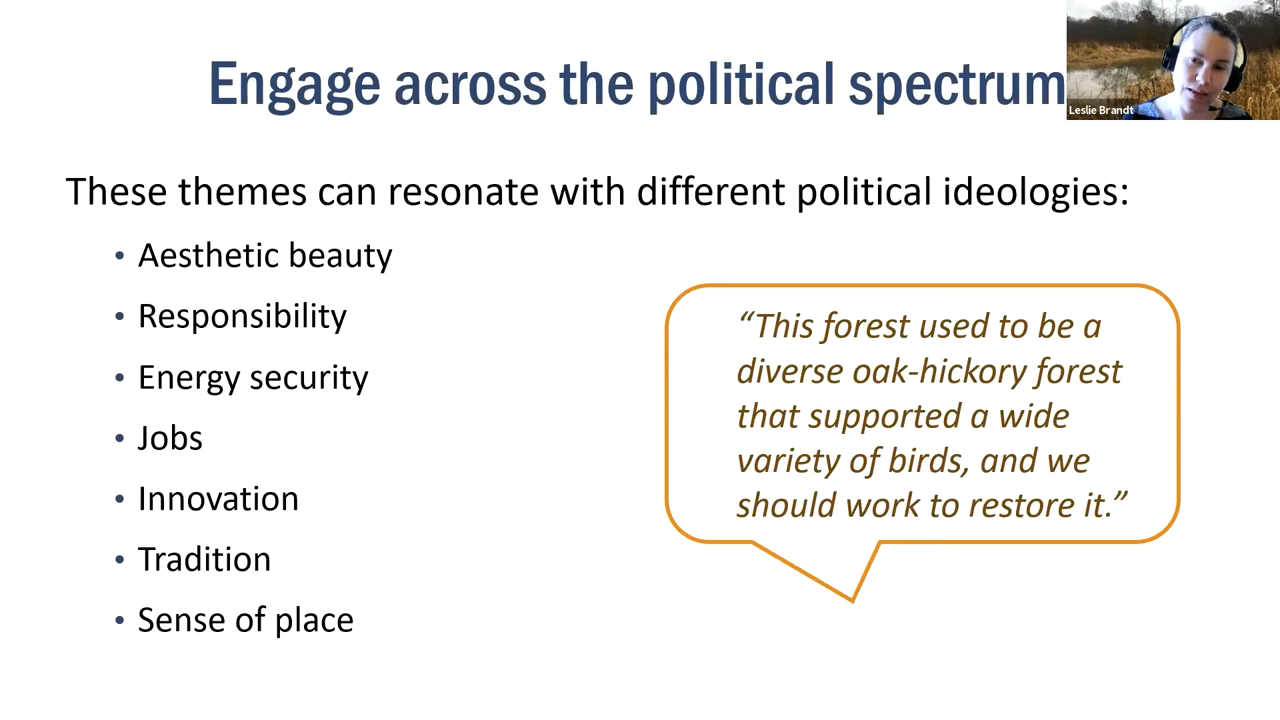 Engage across the political spectrum
Leslie Brandt
These themes can resonate with different political ideologies:
• Aesthetic beauty
• Responsibility
• Energy security
• Jobs
• Innovation
• Tradition
• Sense of place
“This forest used to be a
diverse oak-hickory forest
that supported a wide
variety of birds, and we
should work to restore it.”